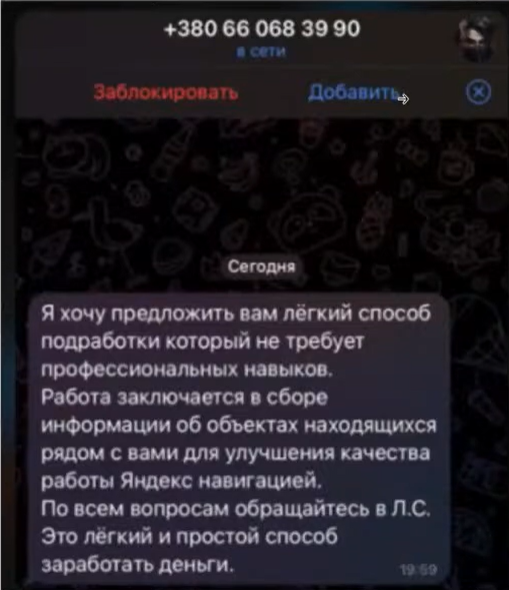 +380 66 068 39 90
в сети
Заблокировать Добавить
Сегодня
Я хочу предложить вам лёгкий способ
подработки который не требует
профессиональных навыков.
Работа заключается в сборе
информации об объектах находящихся
рядом с вами для улучшения качества
работы Яндекс навигацией.
По всем вопросам обращайтесь в Л.С.
Это лёгкий и простой способ
заработать деньги.
19:59